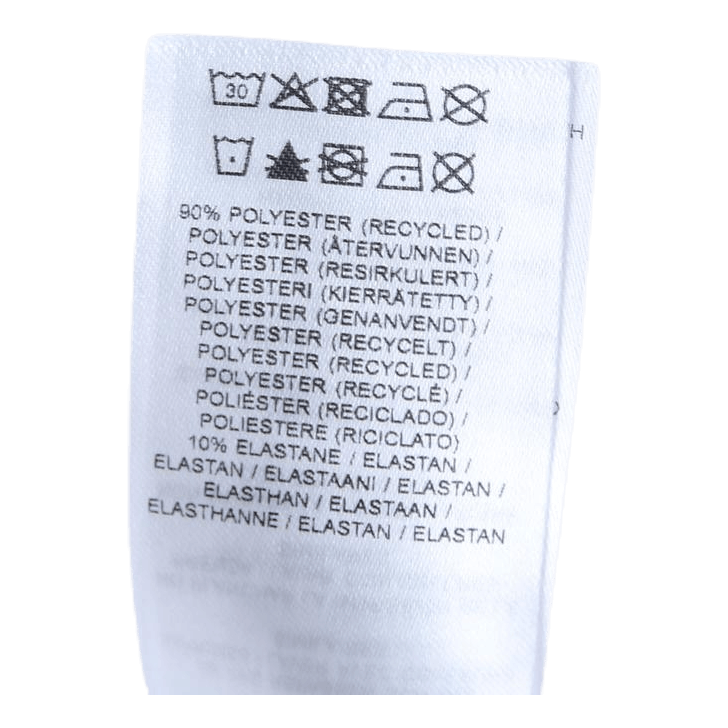 30
90% POLYESTER (RECYCLED) /
POLYESTER (ÅTERVUNNEN) /
POLYESTER (RESIRKULERT) /
POLYESTERI (KIERRÄTETTY) /
POLYESTER (GENANVENDT) /
POLYESTER (RECYCELT) /
POLYESTER (RECYCLED) /
POLYESTER (RECYCLÉ) /
POLIÉSTER (RECICLADO) /
POLIESTERE (RICICLATO)
10% ELASTANE / ELASTAN /
ELASTAN / ELASTAANI / ELASTAN /
ELASTHAN / ELASTAAN /
ELASTHANNE / ELASTAN / ELASTAN